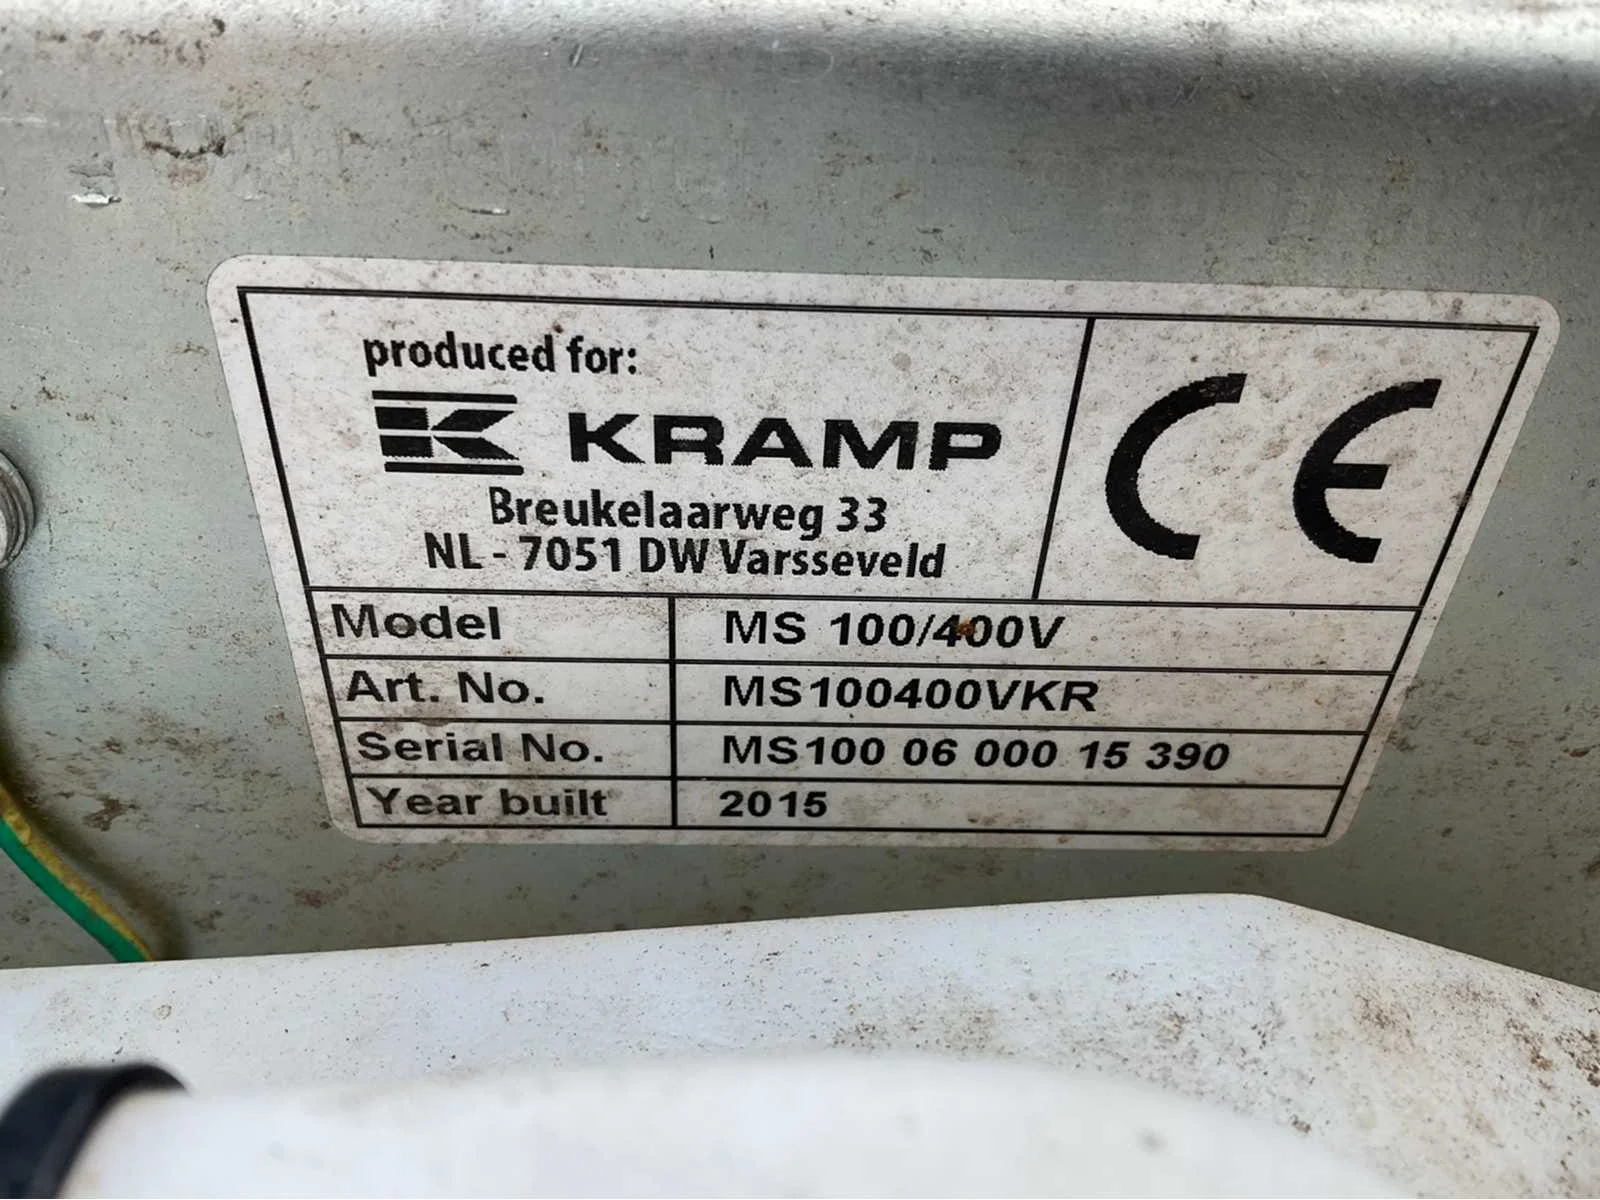 produced for:
KRAMP
Breukelaarweg 33
NL - 7051 DW Varsseveld
CE
Model MS 100/400V
Art. No. MS100400VKR
Serial No. MS100 06 000 15 390
Year built 2015